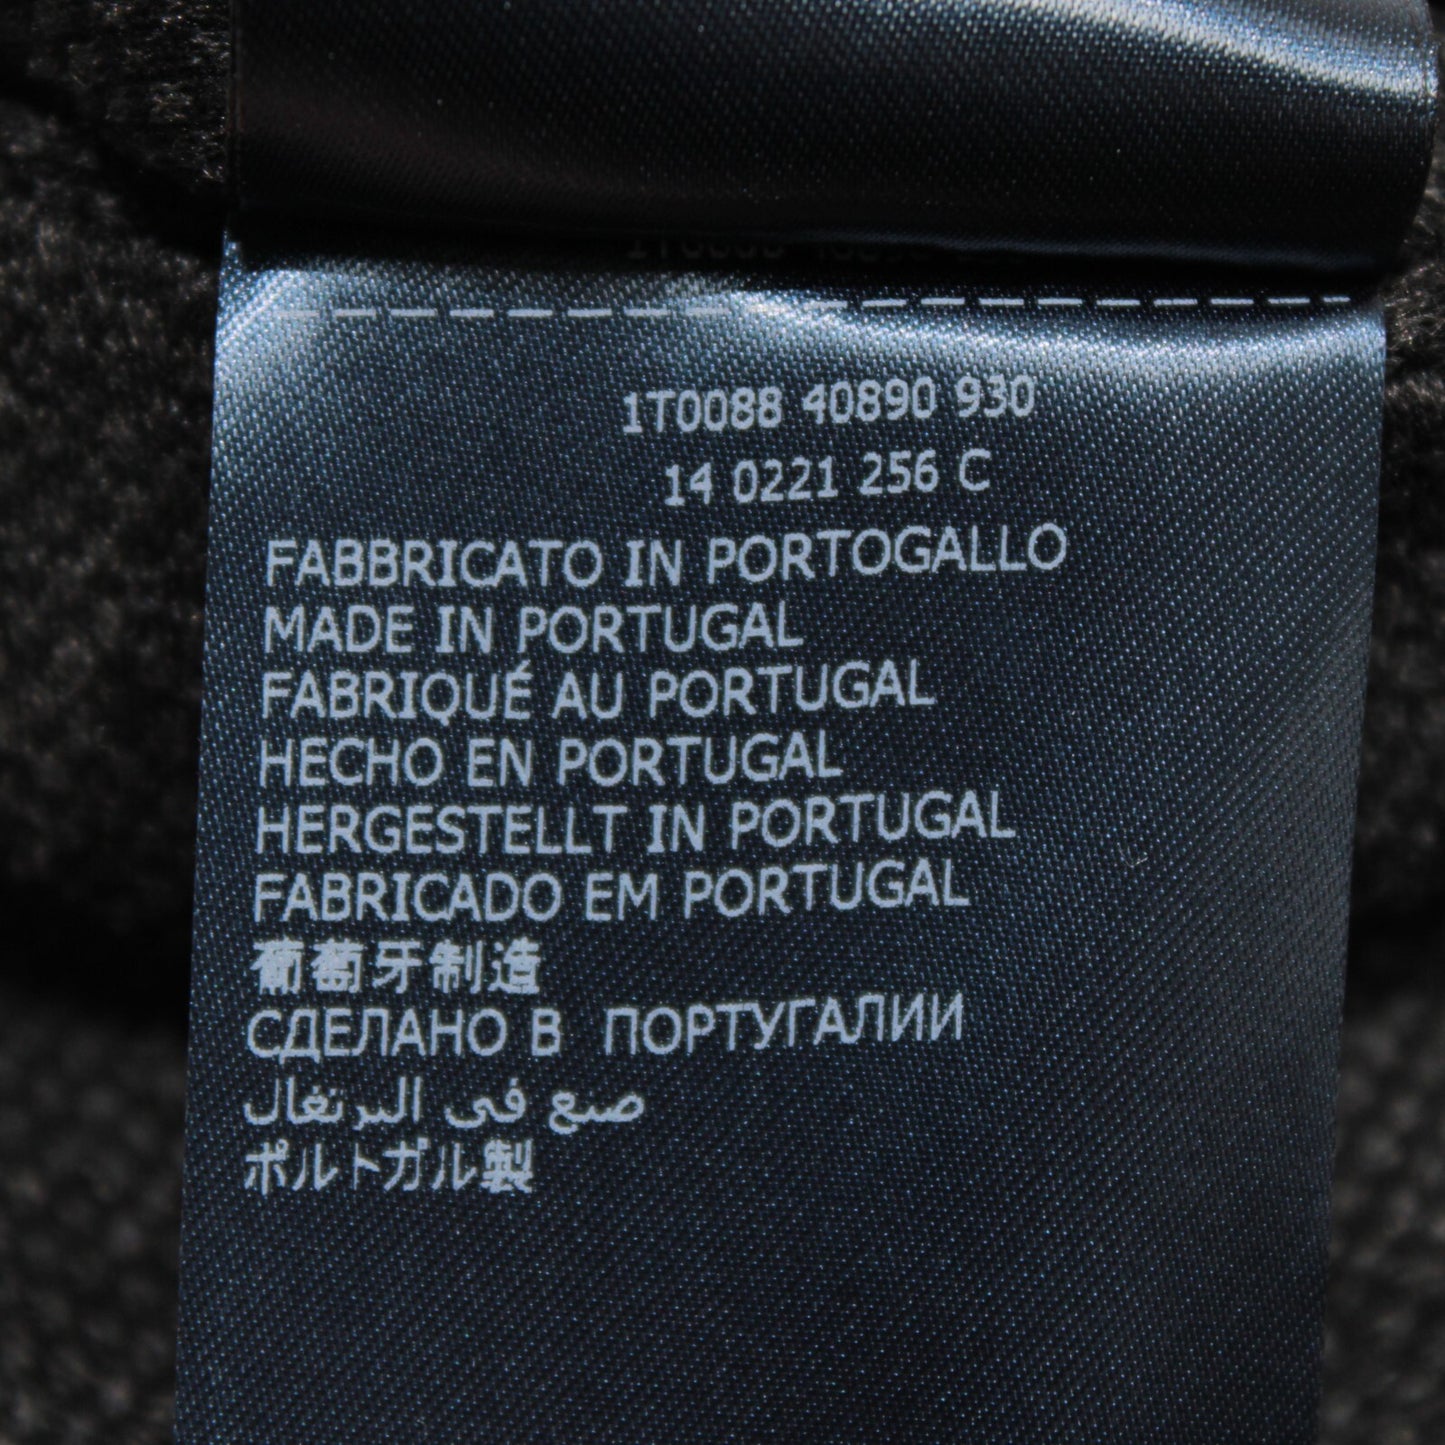 1T0088 40890 930
14 0221 256 C
FABBRICATO IN PORTOGALLO
MADE IN PORTUGAL
FABRIQUÉ AU PORTUGAL
HECHO EN PORTUGAL
HERGESTELLT IN PORTUGAL
FABRICADO EM PORTUGAL
葡萄牙制造
СДЕЛАНО В ПОРТУГАЛИИ
صنع فى البرتغال
ポルトガル製